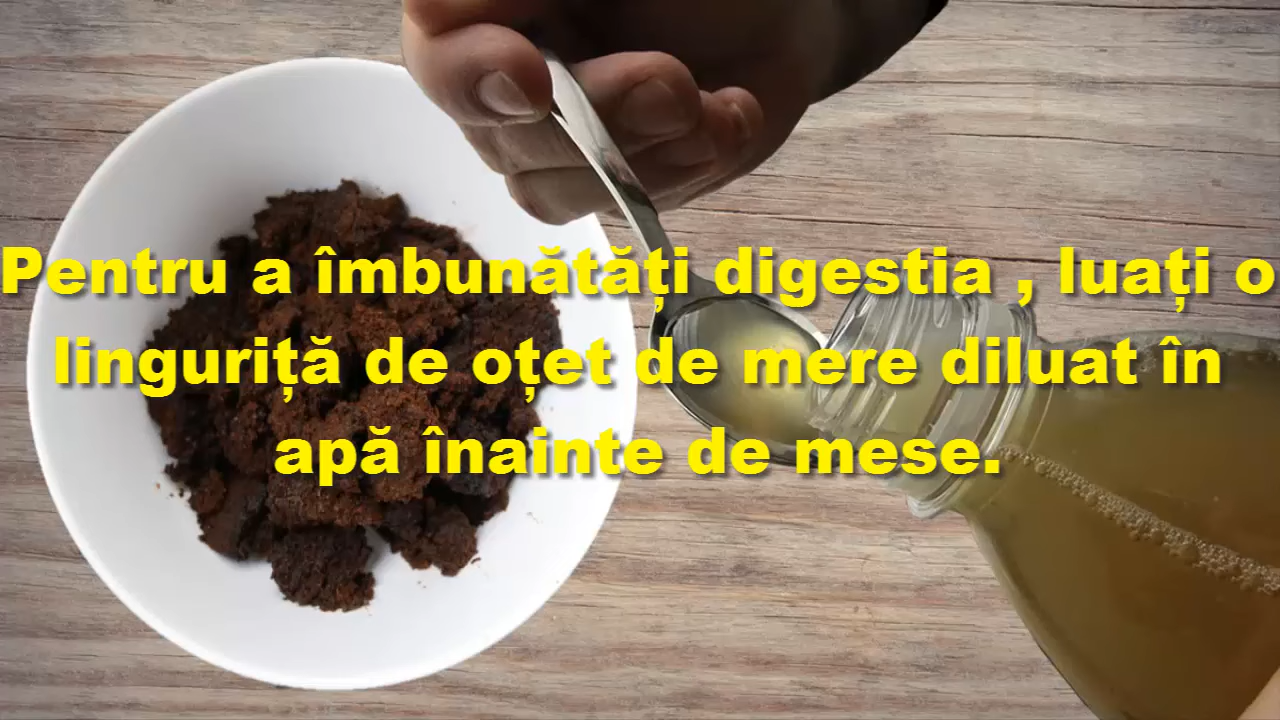 Pentru a îmbunătăți digestia , luați o
linguriță de oțet de mere diluat în
apă înainte de mese.